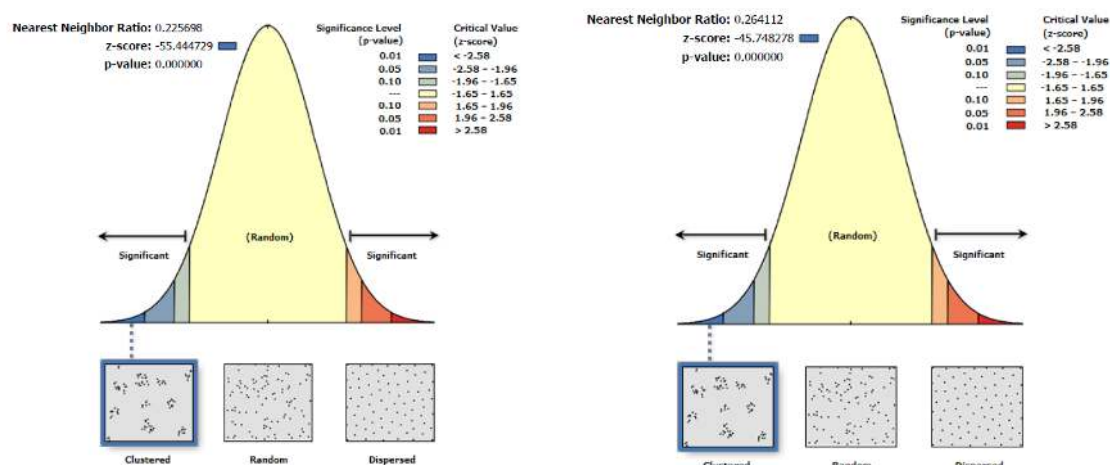 Nearest Neighbor Ratio: 0.225698
z-score: -55.444729
p-value: 0.000000
Significance Level (p-value)
Critical Value (z-score)
0.01 < -2.58
0.05 -2.58 – -1.96
0.10 -1.96 – -1.65
--- -1.65 – 1.65
0.10 1.65 – 1.96
0.05 1.96 – 2.58
0.01 > 2.58
(Random)
Significant
Significant
Clustered
Random
Dispersed
Nearest Neighbor Ratio: 0.264112
z-score: -45.748278
p-value: 0.000000
Significance Level (p-value)
Critical Value (z-score)
0.01 < -2.58
0.05 -2.58 – -1.96
0.10 -1.96 – -1.65
--- -1.65 – 1.65
0.10 1.65 – 1.96
0.05 1.96 – 2.58
0.01 > 2.58
(Random)
Significant
Significant
Clustered
Random
Dispersed